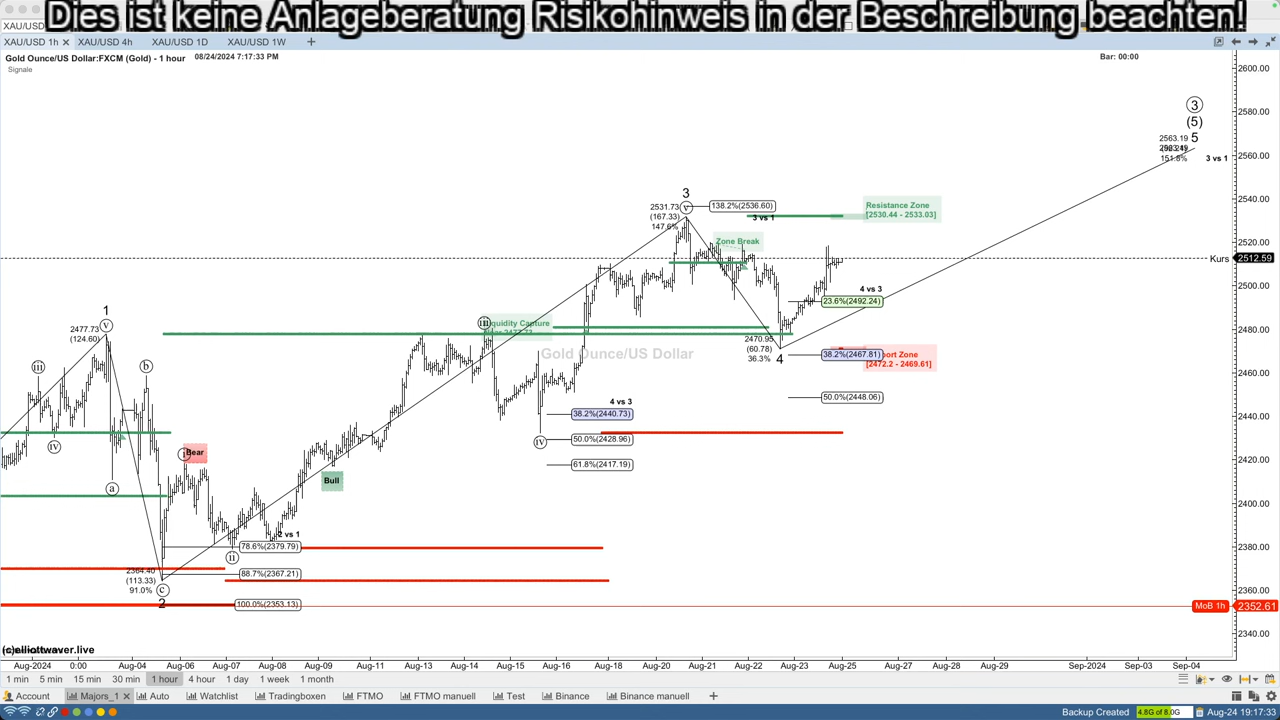 Dies ist keine Anlageberatung Risikohinweis in der Beschreibung beachten!
XAU/USD 1h XAU/USD 4h XAU/USD 1D XAU/USD 1W
Gold Ounce/US Dollar:FXCM (Gold) - 1 hour 08/24/2024 7:17:33 PM Bar: 00:00
Signale
2600.00
2580.00
2560.00
2540.00
2520.00
2500.00
2480.00
2460.00
2440.00
2420.00
2400.00
2380.00
2360.00
2340.00
3
(5)
5
2563.19
151.8%
3 vs 1
3
v
2531.73
(167.33)
147.6%
138.2%(2536.60)
3 vs 1
Resistance Zone
[2530.44 - 2533.03]
Zone Break
Kurs 2512.59
4 vs 3
23.6%(2492.24)
1
v
2477.73
(124.60)
iii
Gold Ounce/US Dollar
2470.95
(60.78)
36.3%
4
38.2%(2467.81)
[2472.2 - 2469.61]
50.0%(2448.06)
iii
b
iv
a
4 vs 3
38.2%(2440.73)
iv
50.0%(2428.96)
61.8%(2417.19)
Bear
Bull
ii
78.6%(2379.79)
88.7%(2367.21)
(113.33)
91.0%
c
2
100.0%(2353.13)
MoB 1h 2352.61
(c)elliottwaver.live
Aug-2024 0:00 Aug-04 Aug-06 Aug-07 Aug-08 Aug-09 Aug-11 Aug-13 Aug-14 Aug-15 Aug-16 Aug-18 Aug-20 Aug-21 Aug-22 Aug-23 Aug-25 Aug-27 Aug-28 Aug-29 Sep-2024 Sep-03 Sep-04
1 min 5 min 15 min 30 min 1 hour 4 hour 1 day 1 week 1 month
Account Majors_1 Auto Watchlist Tradingboxen FTMO FTMO manuell Test Binance Binance manuell
Backup Created 4.8G of 8.0G Aug-24 19:17:33